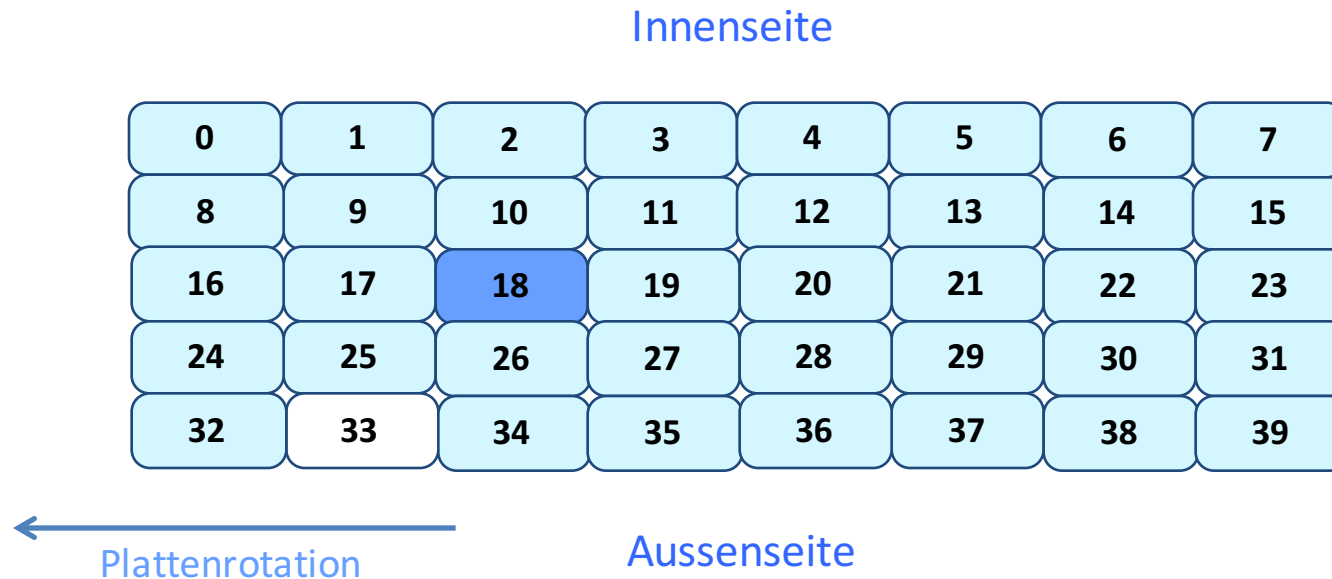 Innenseite
0 1 2 3 4 5 6 7
8 9 10 11 12 13 14 15
16 17 18 19 20 21 22 23
24 25 26 27 28 29 30 31
32 33 34 35 36 37 38 39
Plattenrotation
Aussenseite